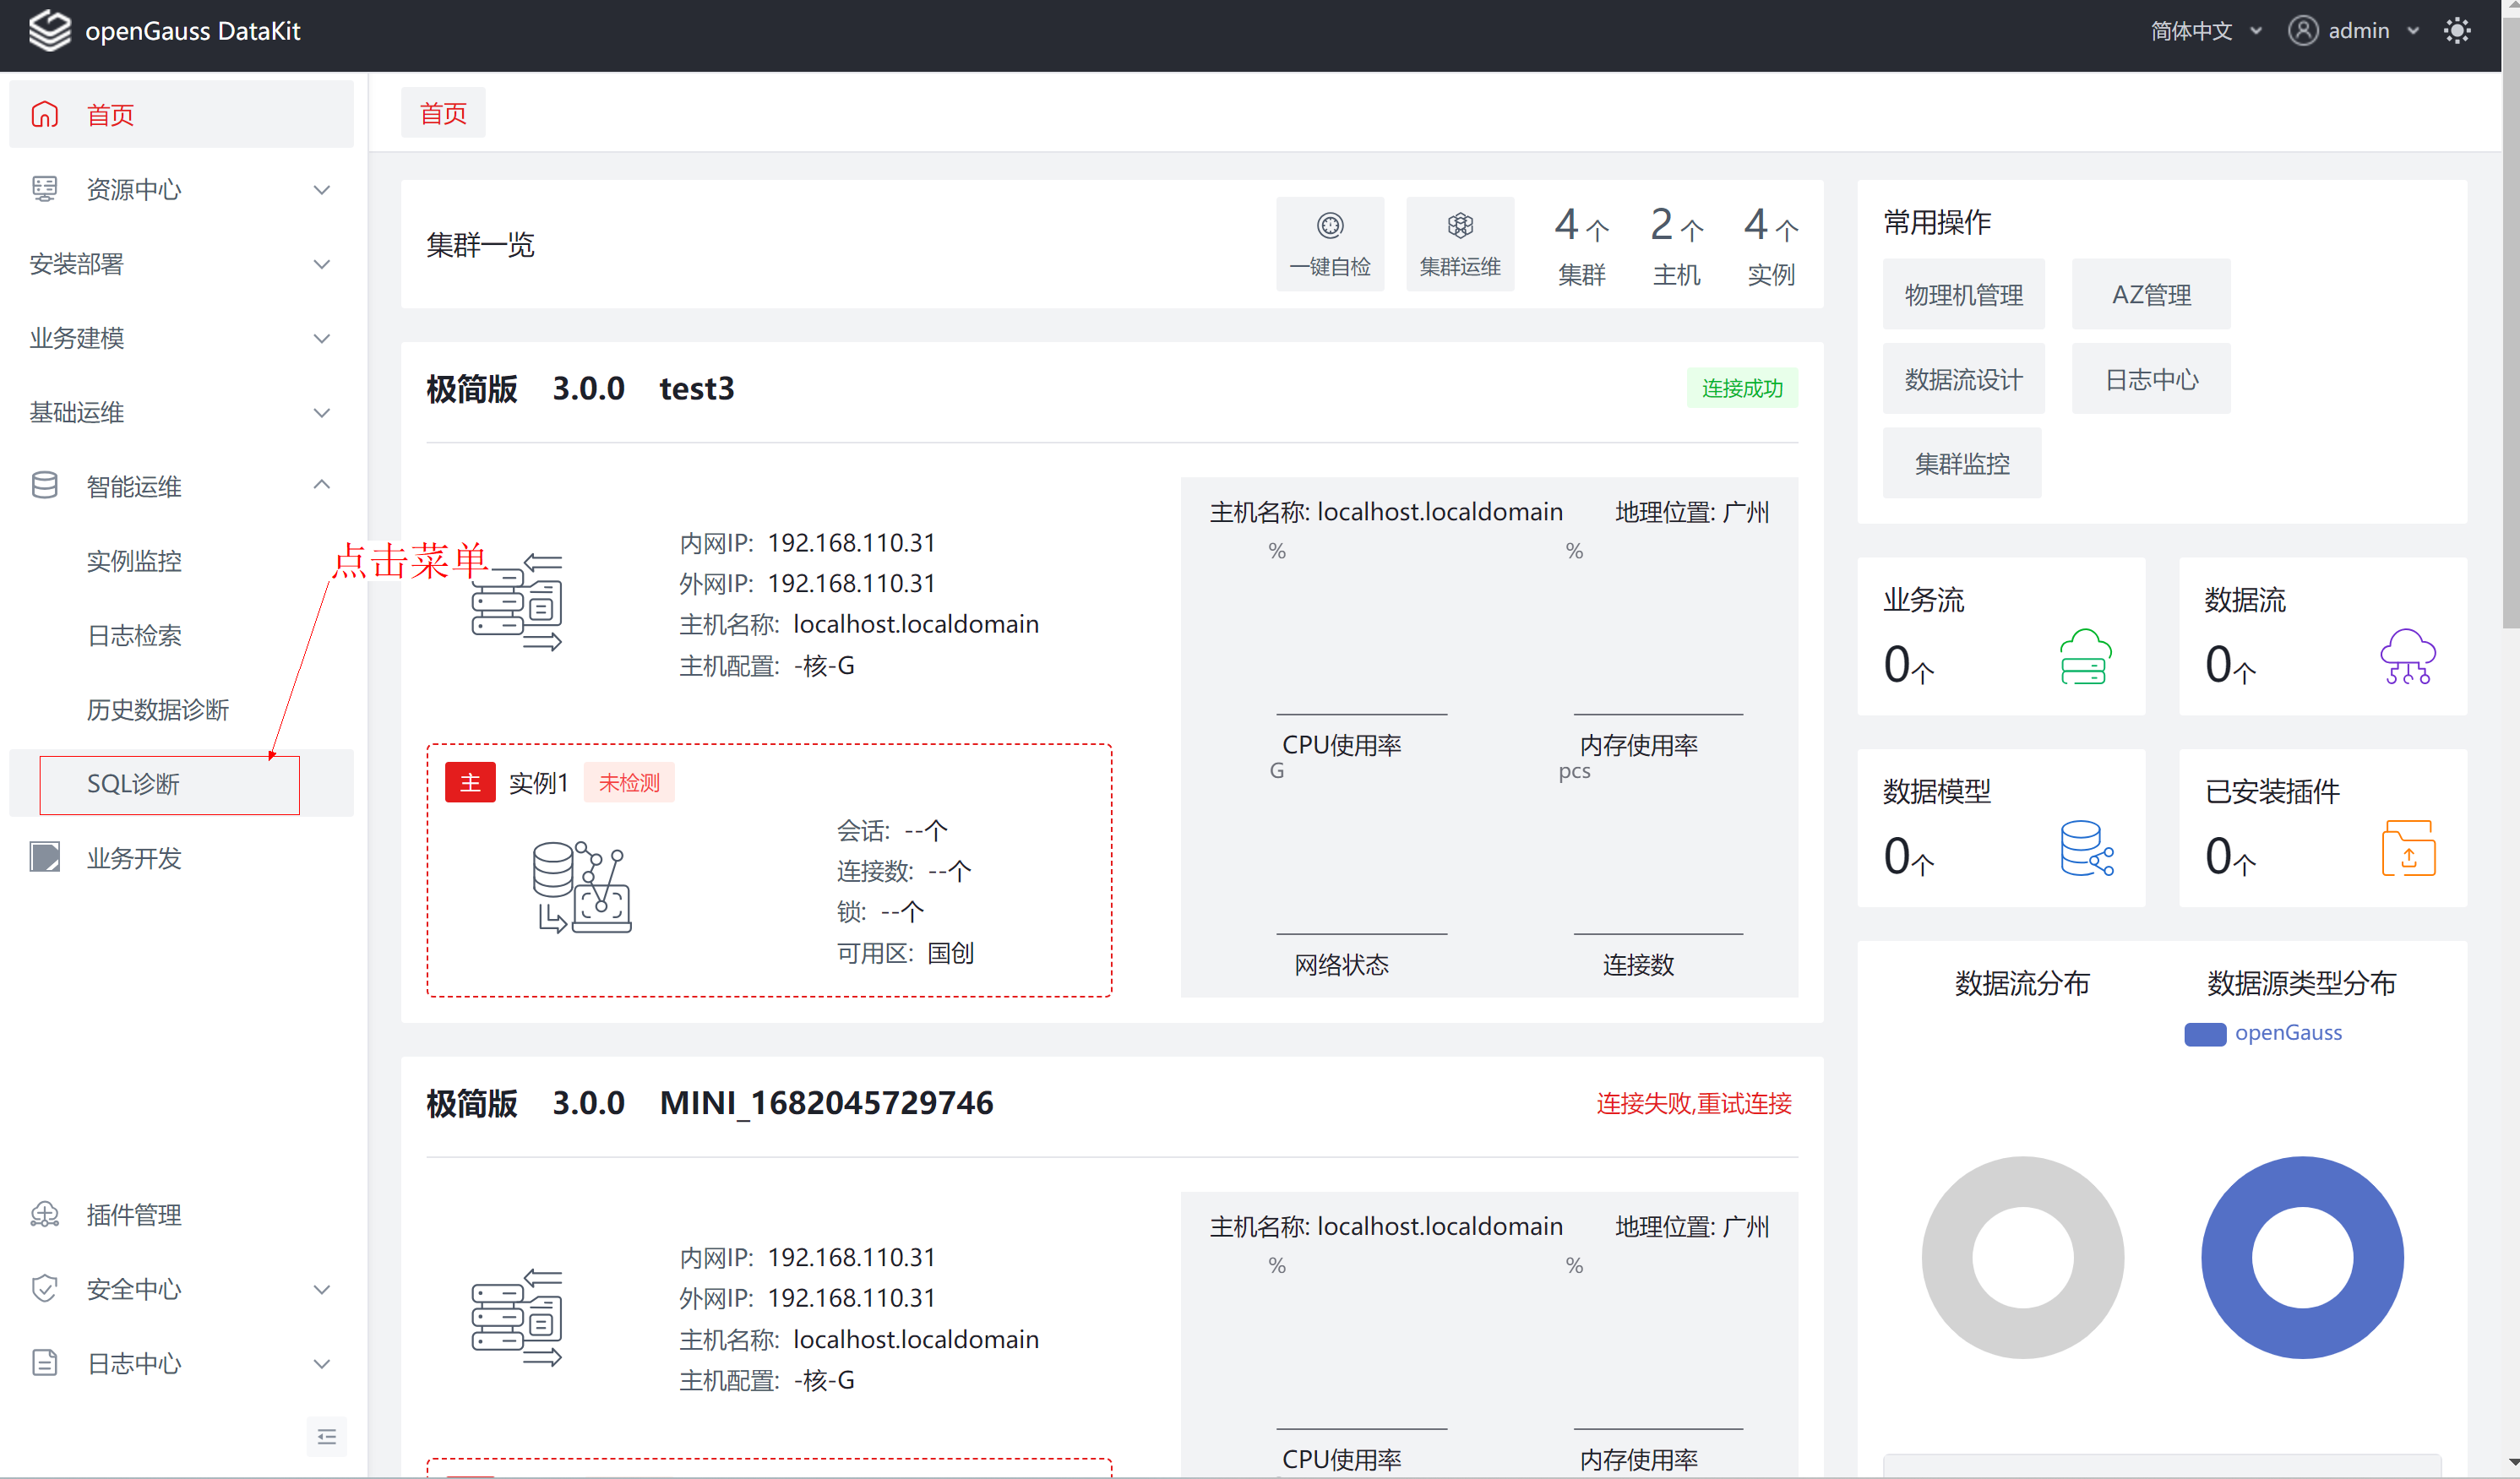 openGauss DataKit
简体中文
admin
首页
资源中心
安装部署
业务建模
基础运维
智能运维
实例监控
日志检索
历史数据诊断
SQL诊断
业务开发
插件管理
安全中心
日志中心
点击菜单
首页
集群一览
一键自检
集群运维
4个
集群
2个
主机
4个
实例
极简版 3.0.0 test3
连接成功
内网IP: 192.168.110.31
外网IP: 192.168.110.31
主机名称: localhost.localdomain
主机配置: -核-G
主机名称: localhost.localdomain 地理位置: 广州
% %
CPU使用率 内存使用率
G pcs
网络状态 连接数
主 实例1 未检测
会话: --个
连接数: --个
锁: --个
可用区: 国创
极简版 3.0.0 MINI_1682045729746
连接失败,重试连接
内网IP: 192.168.110.31
外网IP: 192.168.110.31
主机名称: localhost.localdomain
主机配置: -核-G
主机名称: localhost.localdomain 地理位置: 广州
% %
CPU使用率 内存使用率
常用操作
物理机管理 AZ管理
数据流设计 日志中心
集群监控
业务流
0个
数据流
0个
数据模型
0个
已安装插件
0个
数据流分布 数据源类型分布
openGauss